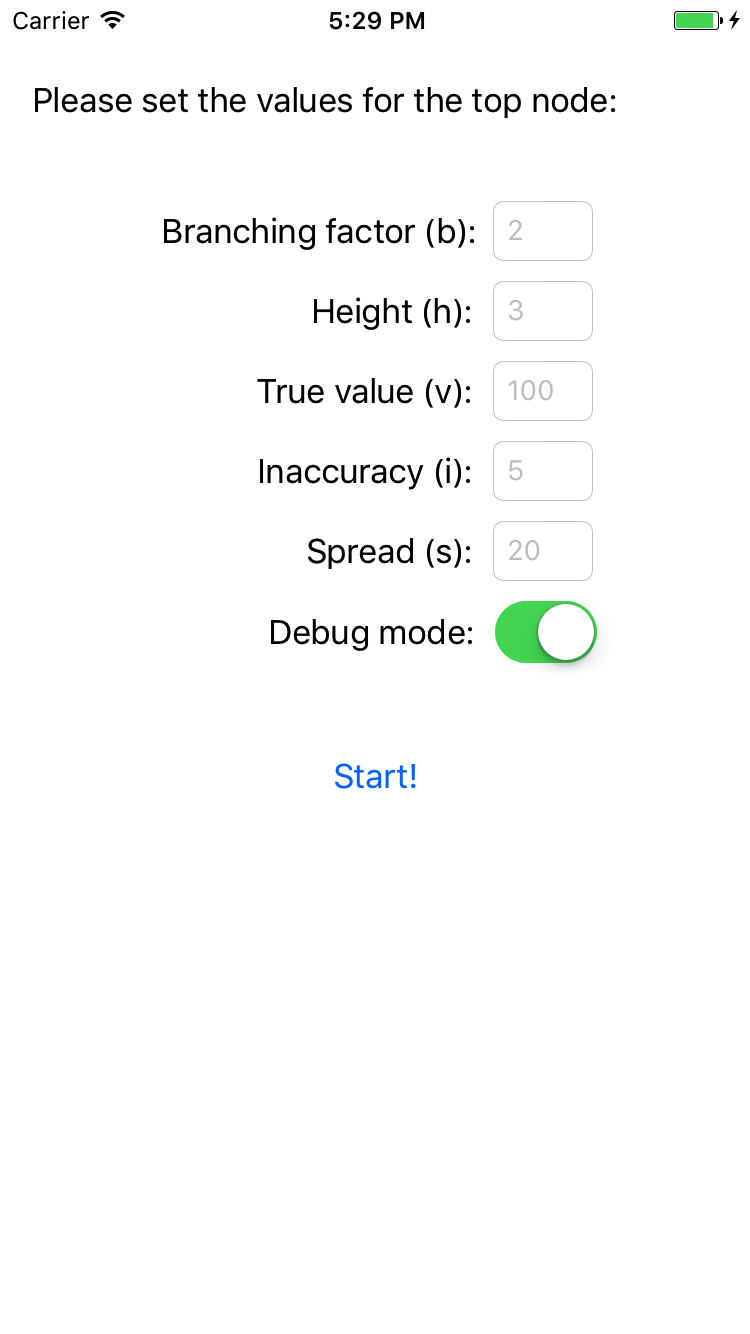 Carrier 5:29 PM
Please set the values for the top node:
Branching factor (b): 2
Height (h): 3
True value (v): 100
Inaccuracy (i): 5
Spread (s): 20
Debug mode:
Start!